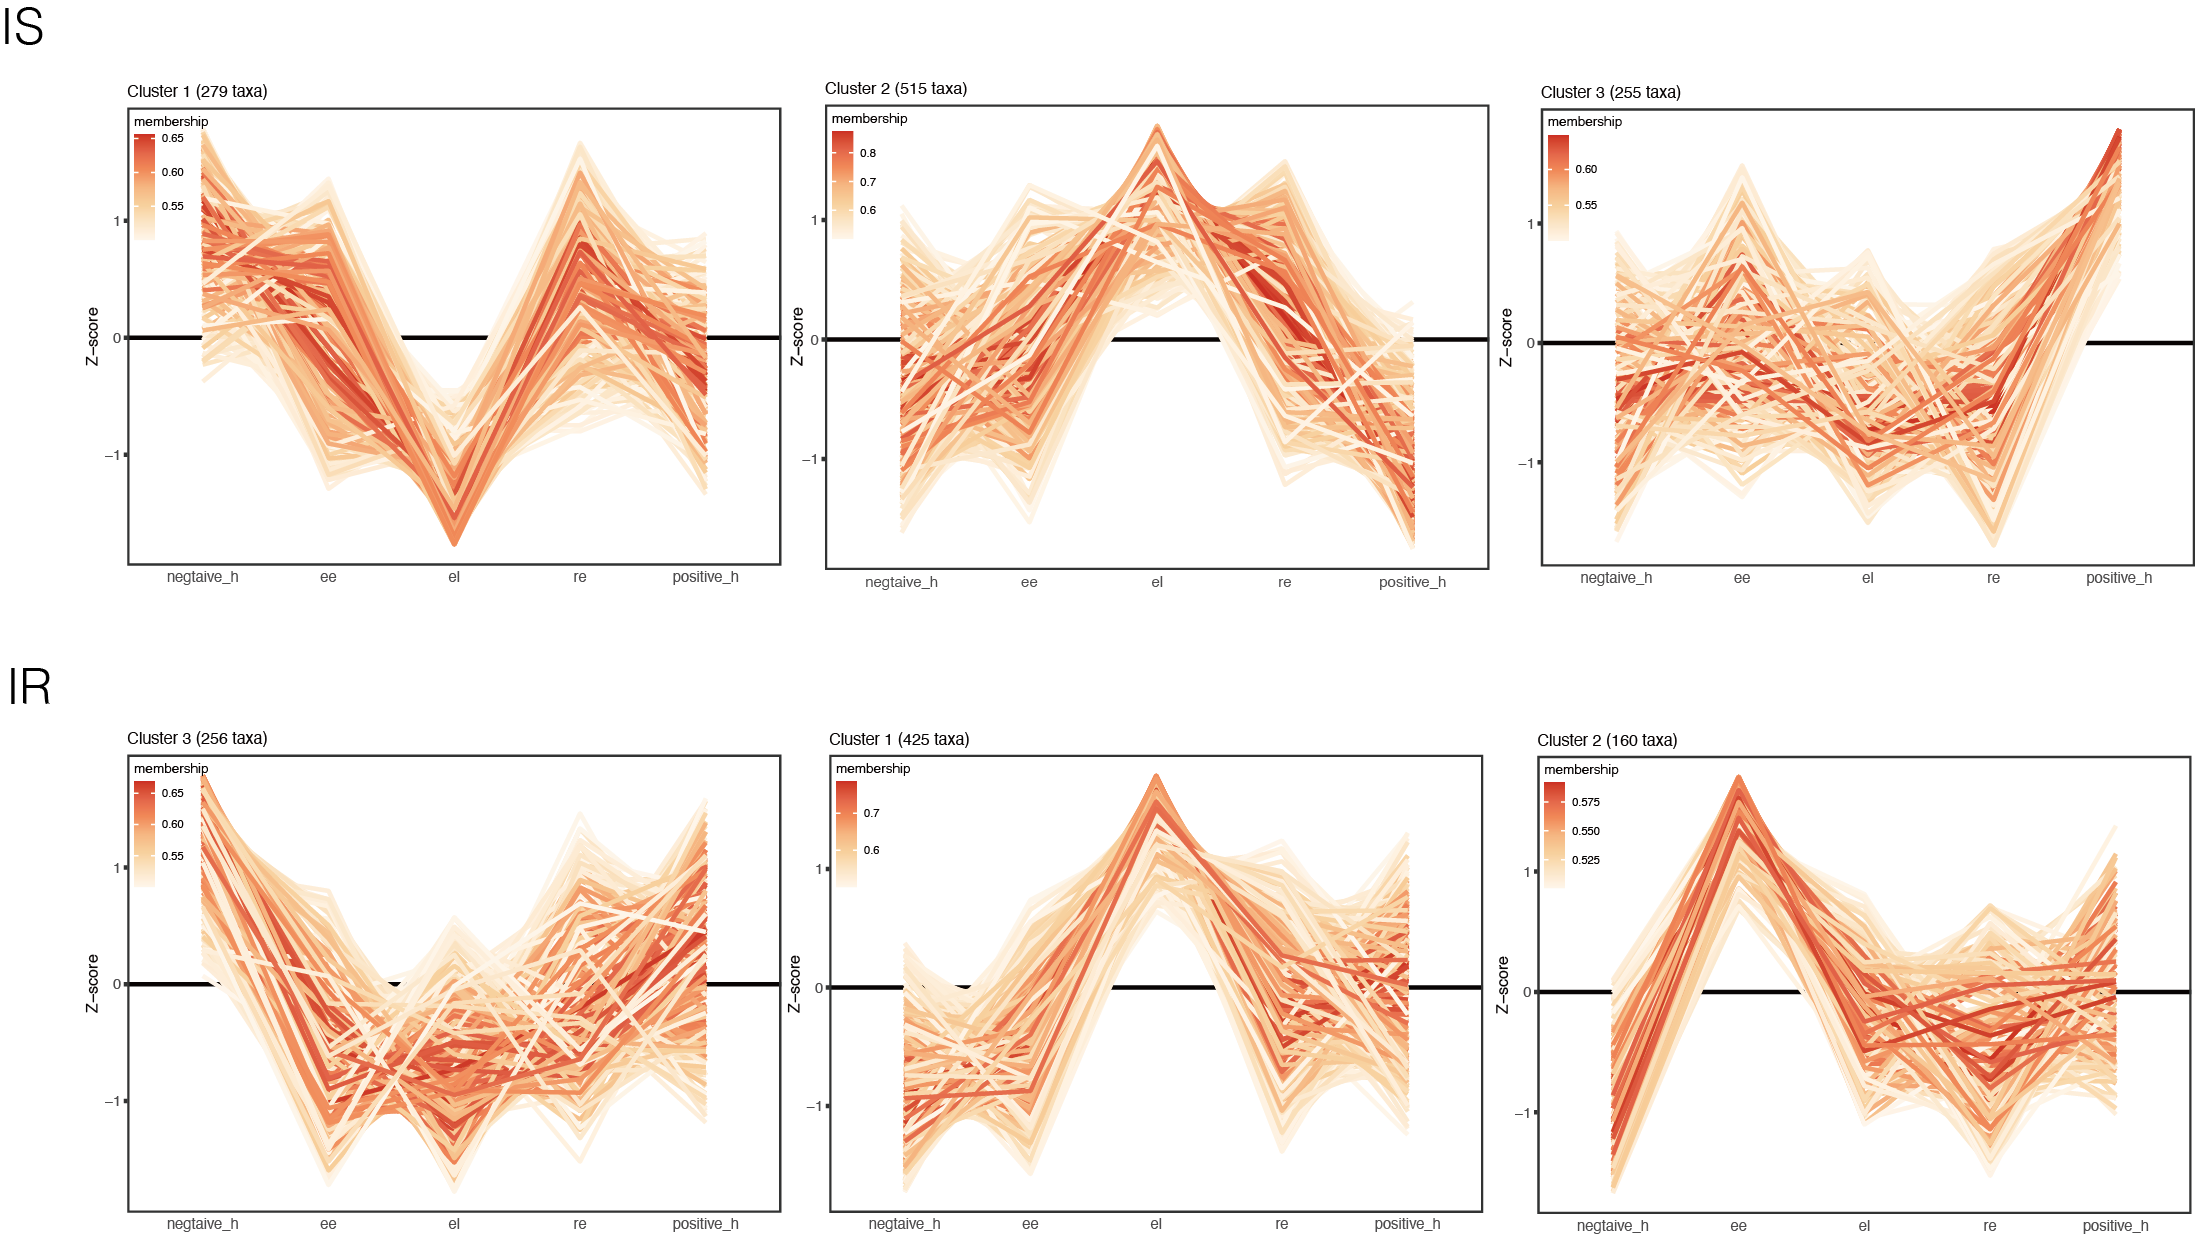 IS
Cluster 1 (279 taxa)
membership
0.65
0.60
0.55
1
0
−1
Z−score
negtaive_h ee el re positive_h
Cluster 2 (515 taxa)
membership
0.8
0.7
0.6
1
0
−1
Z−score
negtaive_h ee el re positive_h
Cluster 3 (255 taxa)
membership
0.60
0.55
1
0
−1
Z−score
negtaive_h ee el re positive_h
IR
Cluster 3 (256 taxa)
membership
0.65
0.60
0.55
1
0
−1
Z−score
negtaive_h ee el re positive_h
Cluster 1 (425 taxa)
membership
0.7
0.6
1
0
−1
Z−score
negtaive_h ee el re positive_h
Cluster 2 (160 taxa)
membership
0.575
0.550
0.525
1
0
−1
Z−score
negtaive_h ee el re positive_h